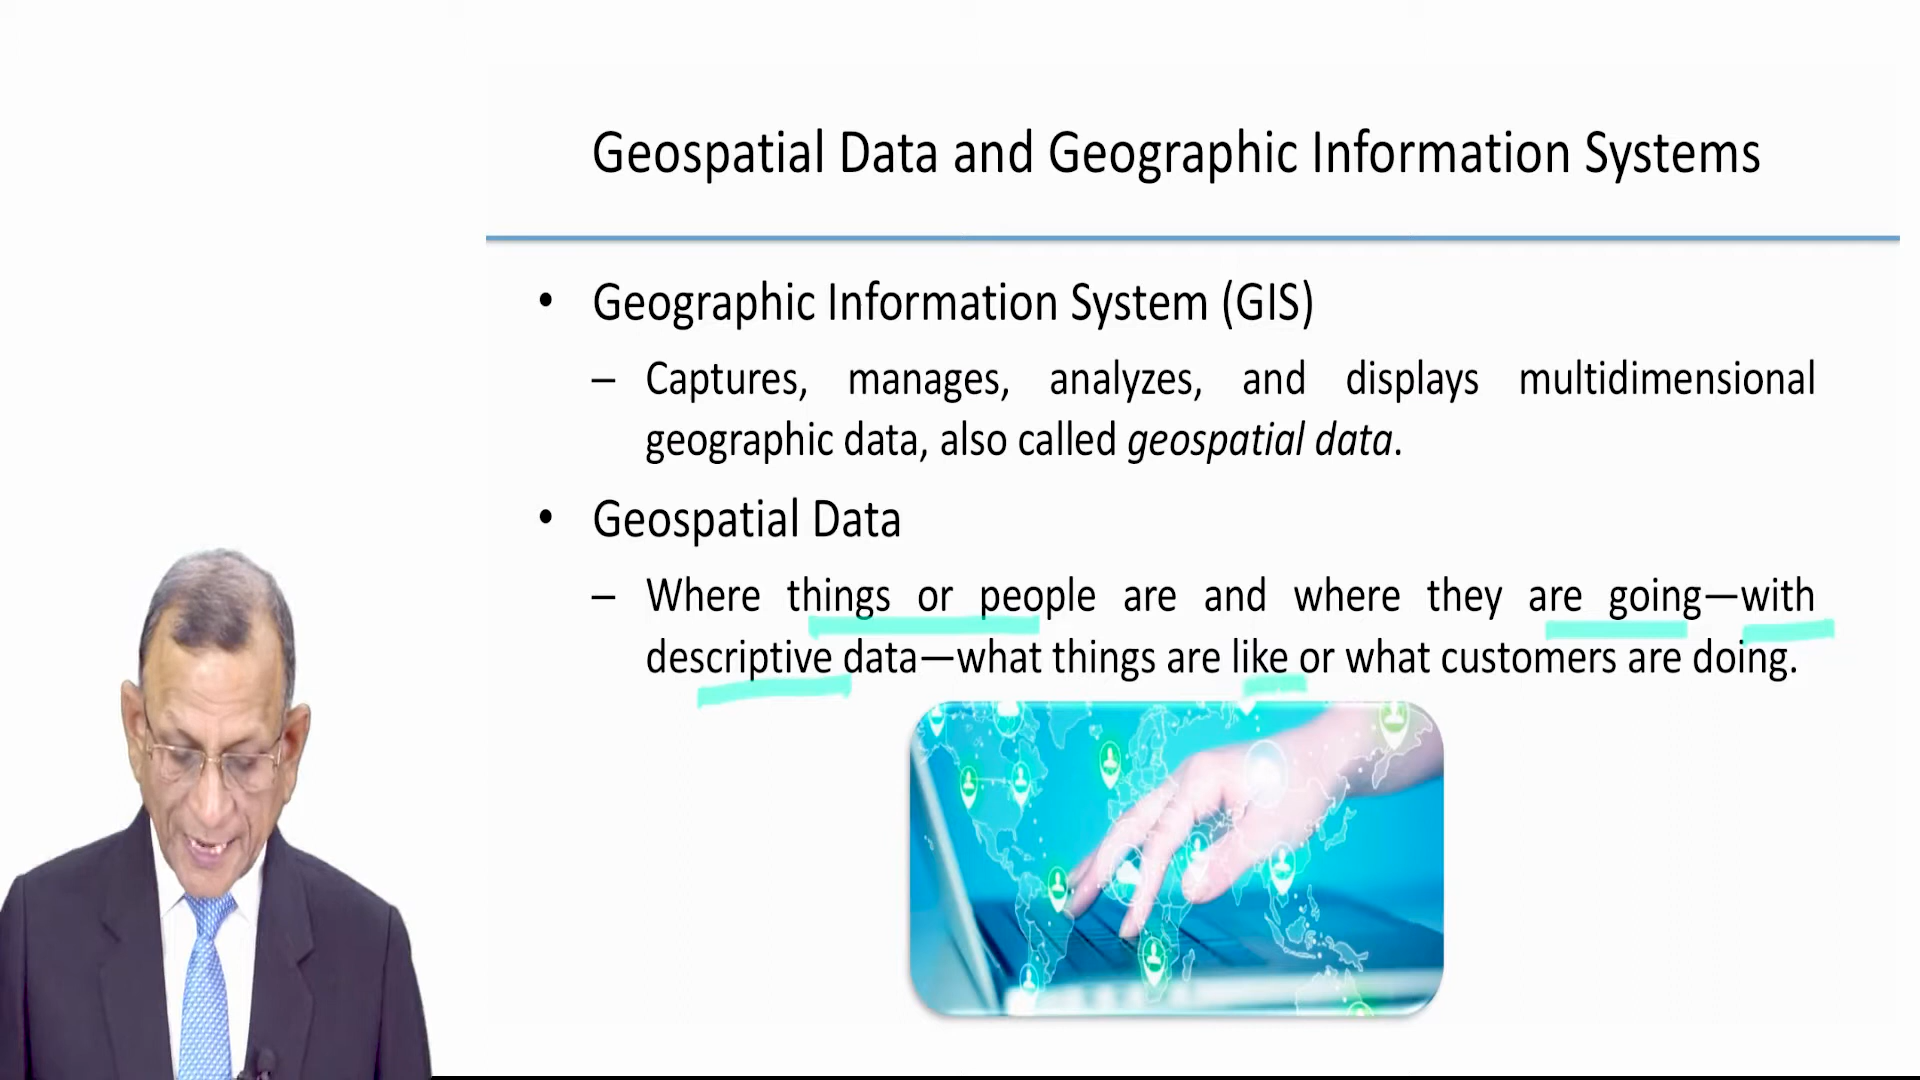 Geospatial Data and Geographic Information Systems
• Geographic Information System (GIS)
– Captures, manages, analyzes, and displays multidimensional
geographic data, also called geospatial data.
• Geospatial Data
– Where things or people are and where they are going—with
descriptive data—what things are like or what customers are doing.